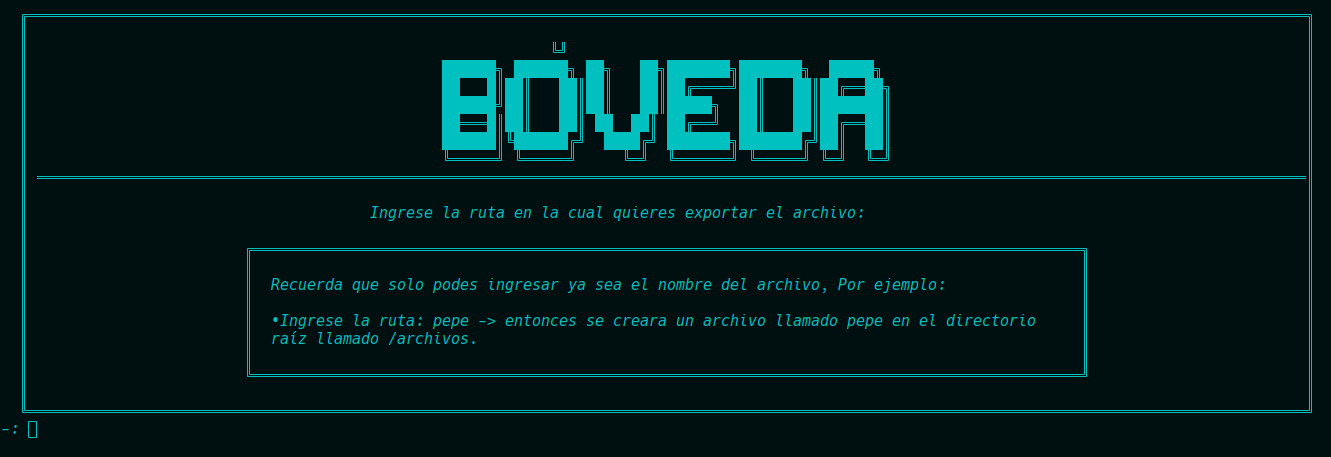 BÓVEDA
Ingrese la ruta en la cual quieres exportar el archivo:
Recuerda que solo podes ingresar ya sea el nombre del archivo, Por ejemplo:
•Ingrese la ruta: pepe -> entonces se creara un archivo llamado pepe en el directorio
raíz llamado /archivos.
-: